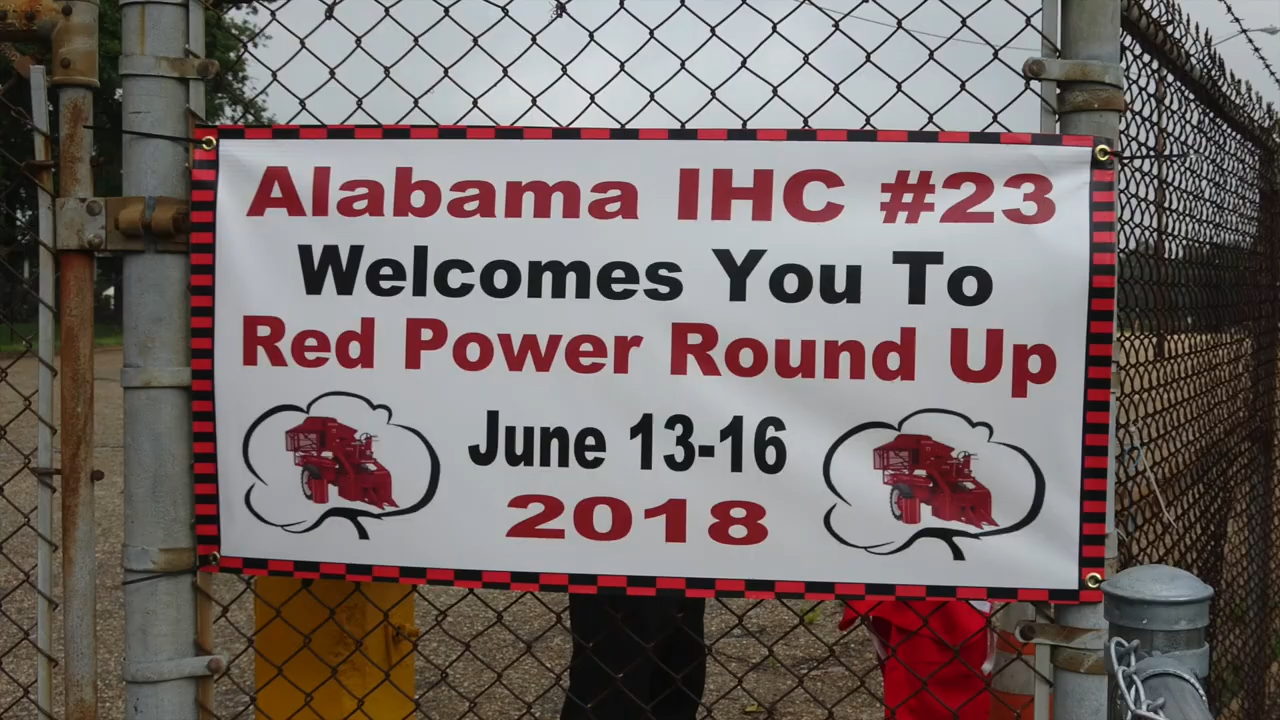 Alabama IHC #23
Welcomes You To
Red Power Round Up
June 13-16
2018